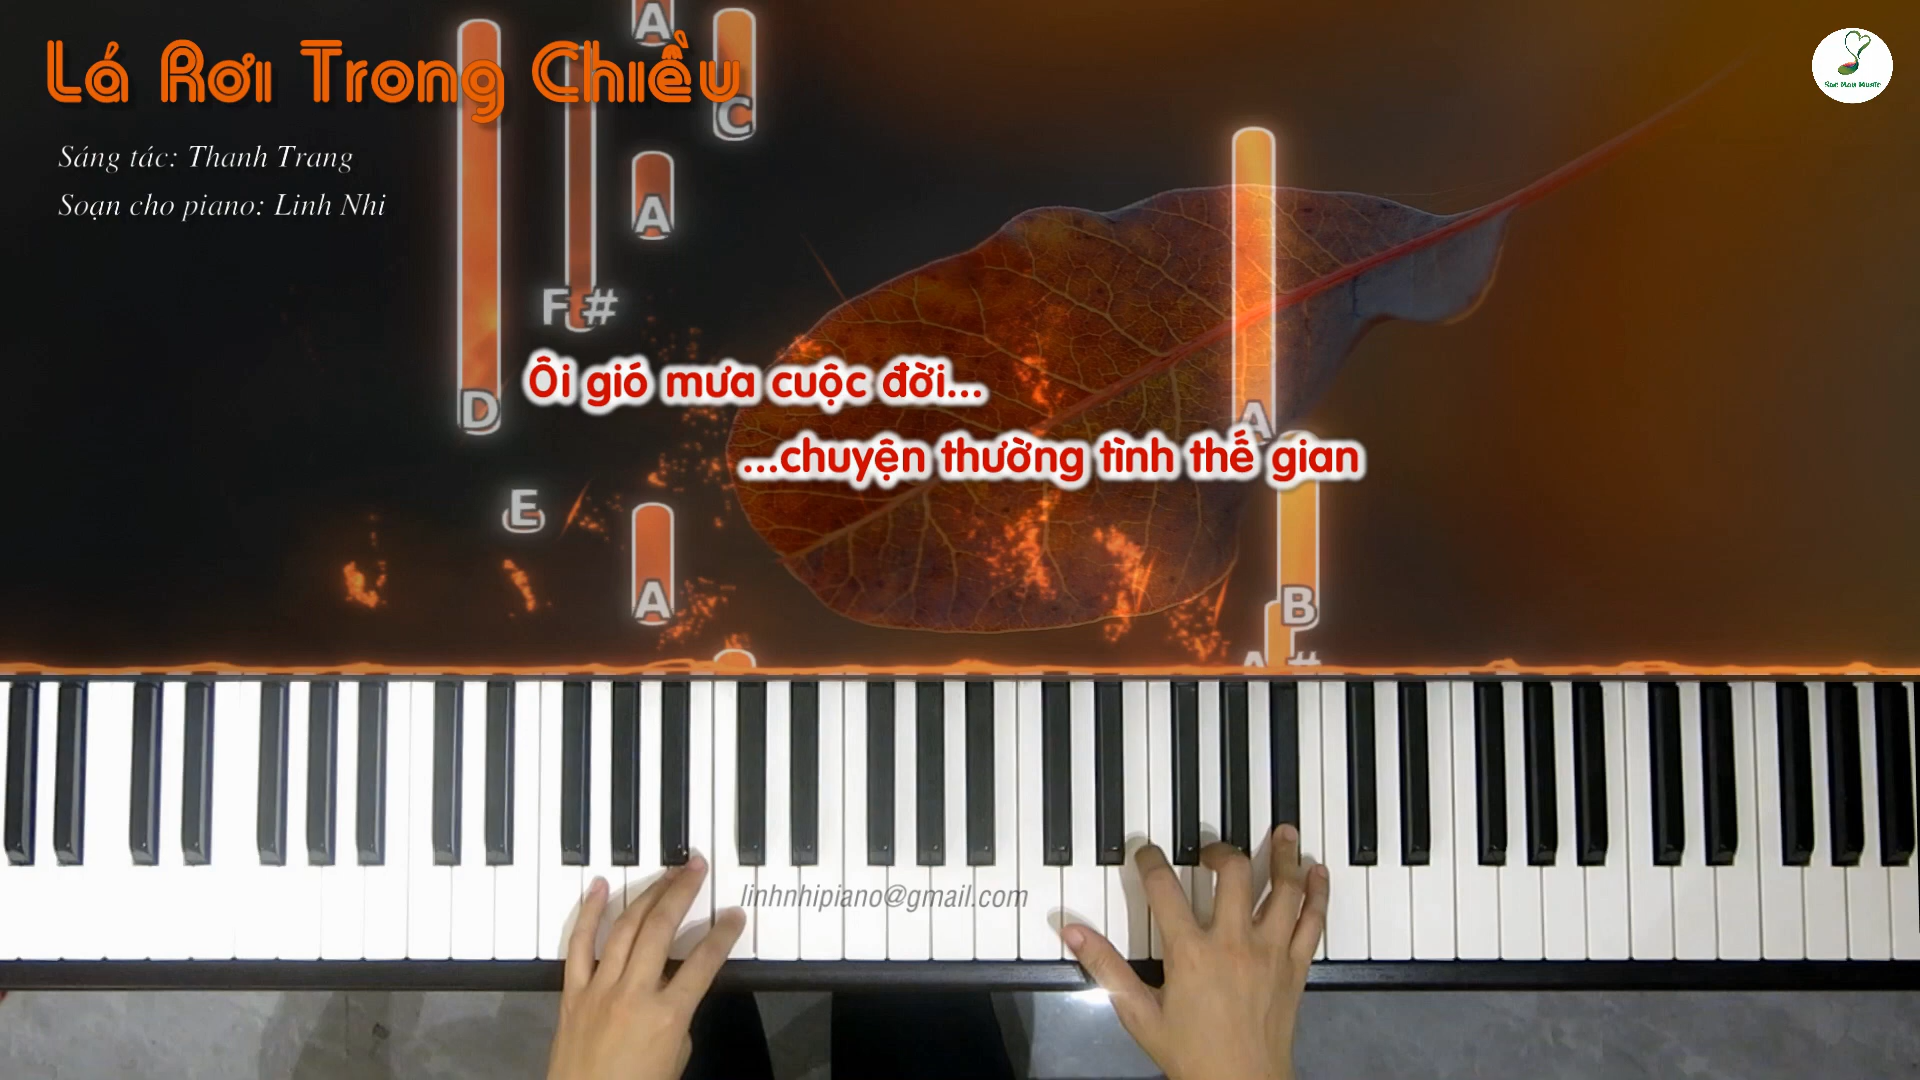 Lá Rơi Trong Chiều
Sáng tác: Thanh Trang
Soạn cho piano: Linh Nhi
A
C
A
F#
Ôi gió mưa cuộc đời...
D
A
...chuyện thường tình thế gian
E
A
B
A#
linhnhipiano@gmail.com